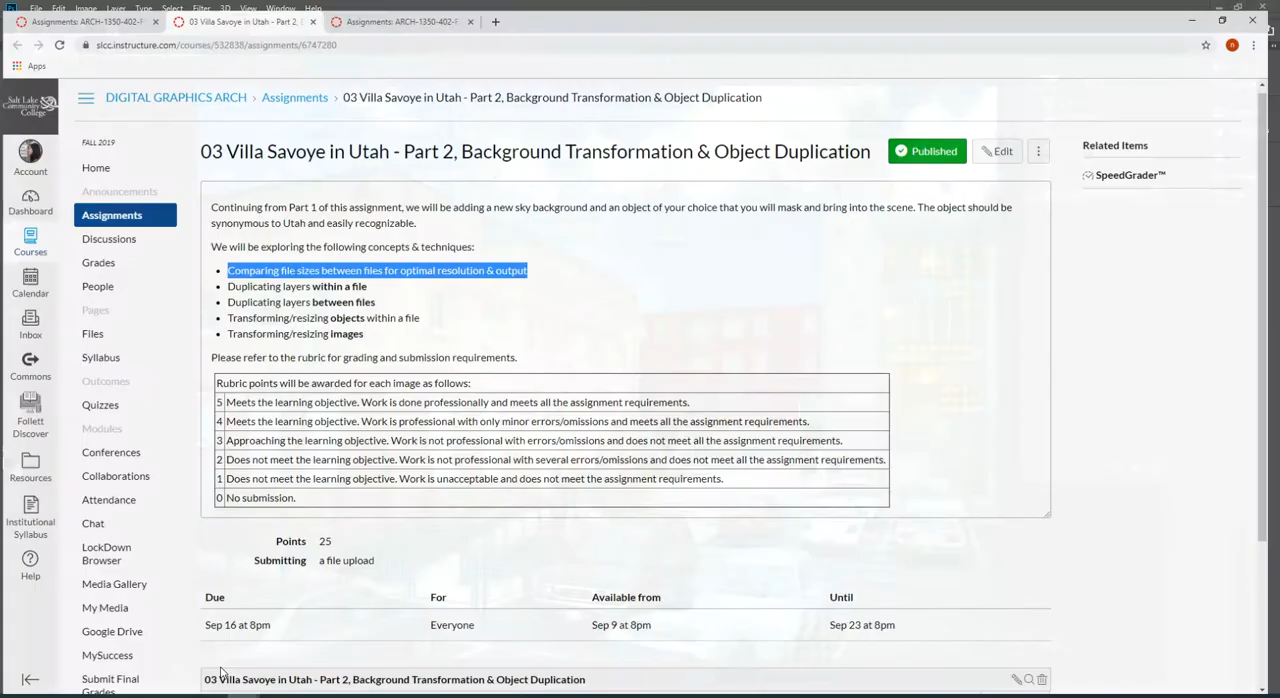 Ps File Edit Image Layer Type Select Filter 3D View Window Help
Assignments: ARCH-1350-402-F
03 Villa Savoye in Utah - Part 2,
Assignments: ARCH-1350-402-F
slcc.instructure.com/courses/532838/assignments/6747280
n
Apps
Salt Lake
Community
College
Account
Dashboard
Courses
Calendar
Inbox
Commons
Follett
Discover
Resources
Institutional
Syllabus
Help
DIGITAL GRAPHICS ARCH > Assignments > 03 Villa Savoye in Utah - Part 2, Background Transformation & Object Duplication
FALL 2019
Home
Announcements
Assignments
Discussions
Grades
People
Pages
Files
Syllabus
Outcomes
Quizzes
Modules
Conferences
Collaborations
Attendance
Chat
LockDown
Browser
Media Gallery
My Media
Google Drive
MySuccess
Submit Final
Grades
03 Villa Savoye in Utah - Part 2, Background Transformation & Object Duplication
Published
Edit
Continuing from Part 1 of this assignment, we will be adding a new sky background and an object of your choice that you will mask and bring into the scene. The object should be
synonymous to Utah and easily recognizable.
We will be exploring the following concepts & techniques:
• Comparing file sizes between files for optimal resolution & output
• Duplicating layers within a file
• Duplicating layers between files
• Transforming/resizing objects within a file
• Transforming/resizing images
Please refer to the rubric for grading and submission requirements.
Rubric points will be awarded for each image as follows:
5 Meets the learning objective. Work is done professionally and meets all the assignment requirements.
4 Meets the learning objective. Work is professional with only minor errors/omissions and meets all the assignment requirements.
3 Approaching the learning objective. Work is not professional with errors/omissions and does not meet all the assignment requirements.
2 Does not meet the learning objective. Work is not professional with several errors/omissions and does not meet all the assignment requirements.
1 Does not meet the learning objective. Work is unacceptable and does not meet the assignment requirements.
0 No submission.
Points 25
Submitting a file upload
Due For Available from Until
Sep 16 at 8pm Everyone Sep 9 at 8pm Sep 23 at 8pm
03 Villa Savoye in Utah - Part 2, Background Transformation & Object Duplication
Related Items
SpeedGrader™